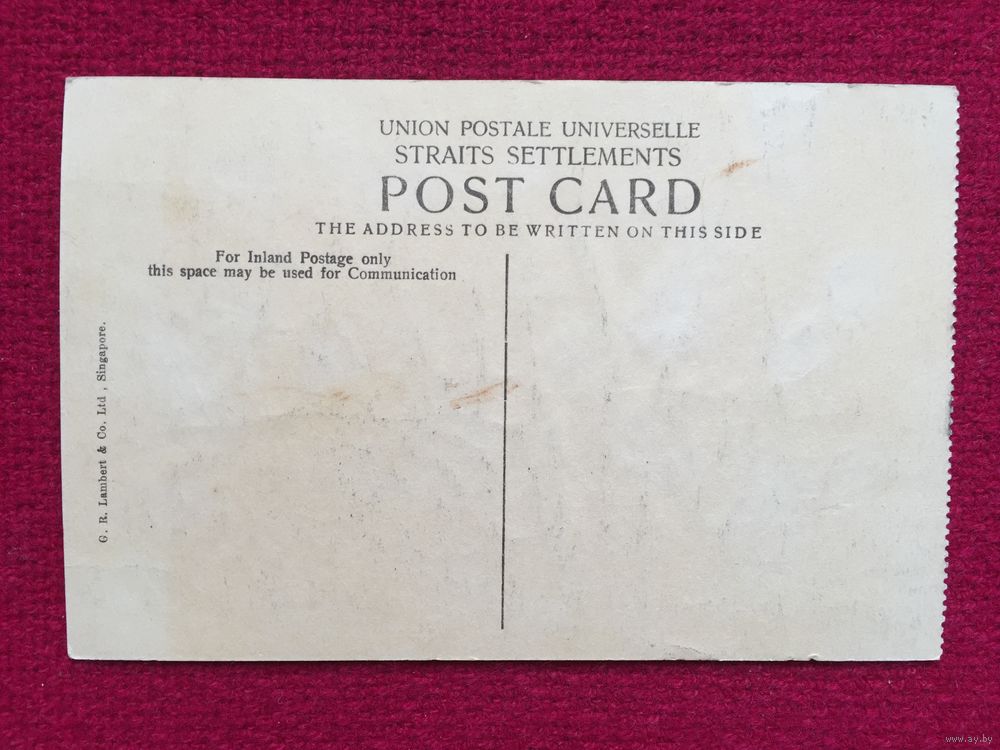 UNION POSTALE UNIVERSELLE
STRAITS SETTLEMENTS
POST CARD
THE ADDRESS TO BE WRITTEN ON THIS SIDE
For Inland Postage only
this space may be used for Communication
G. R. Lambert & Co. Ltd , Singapore.
www.ay.by